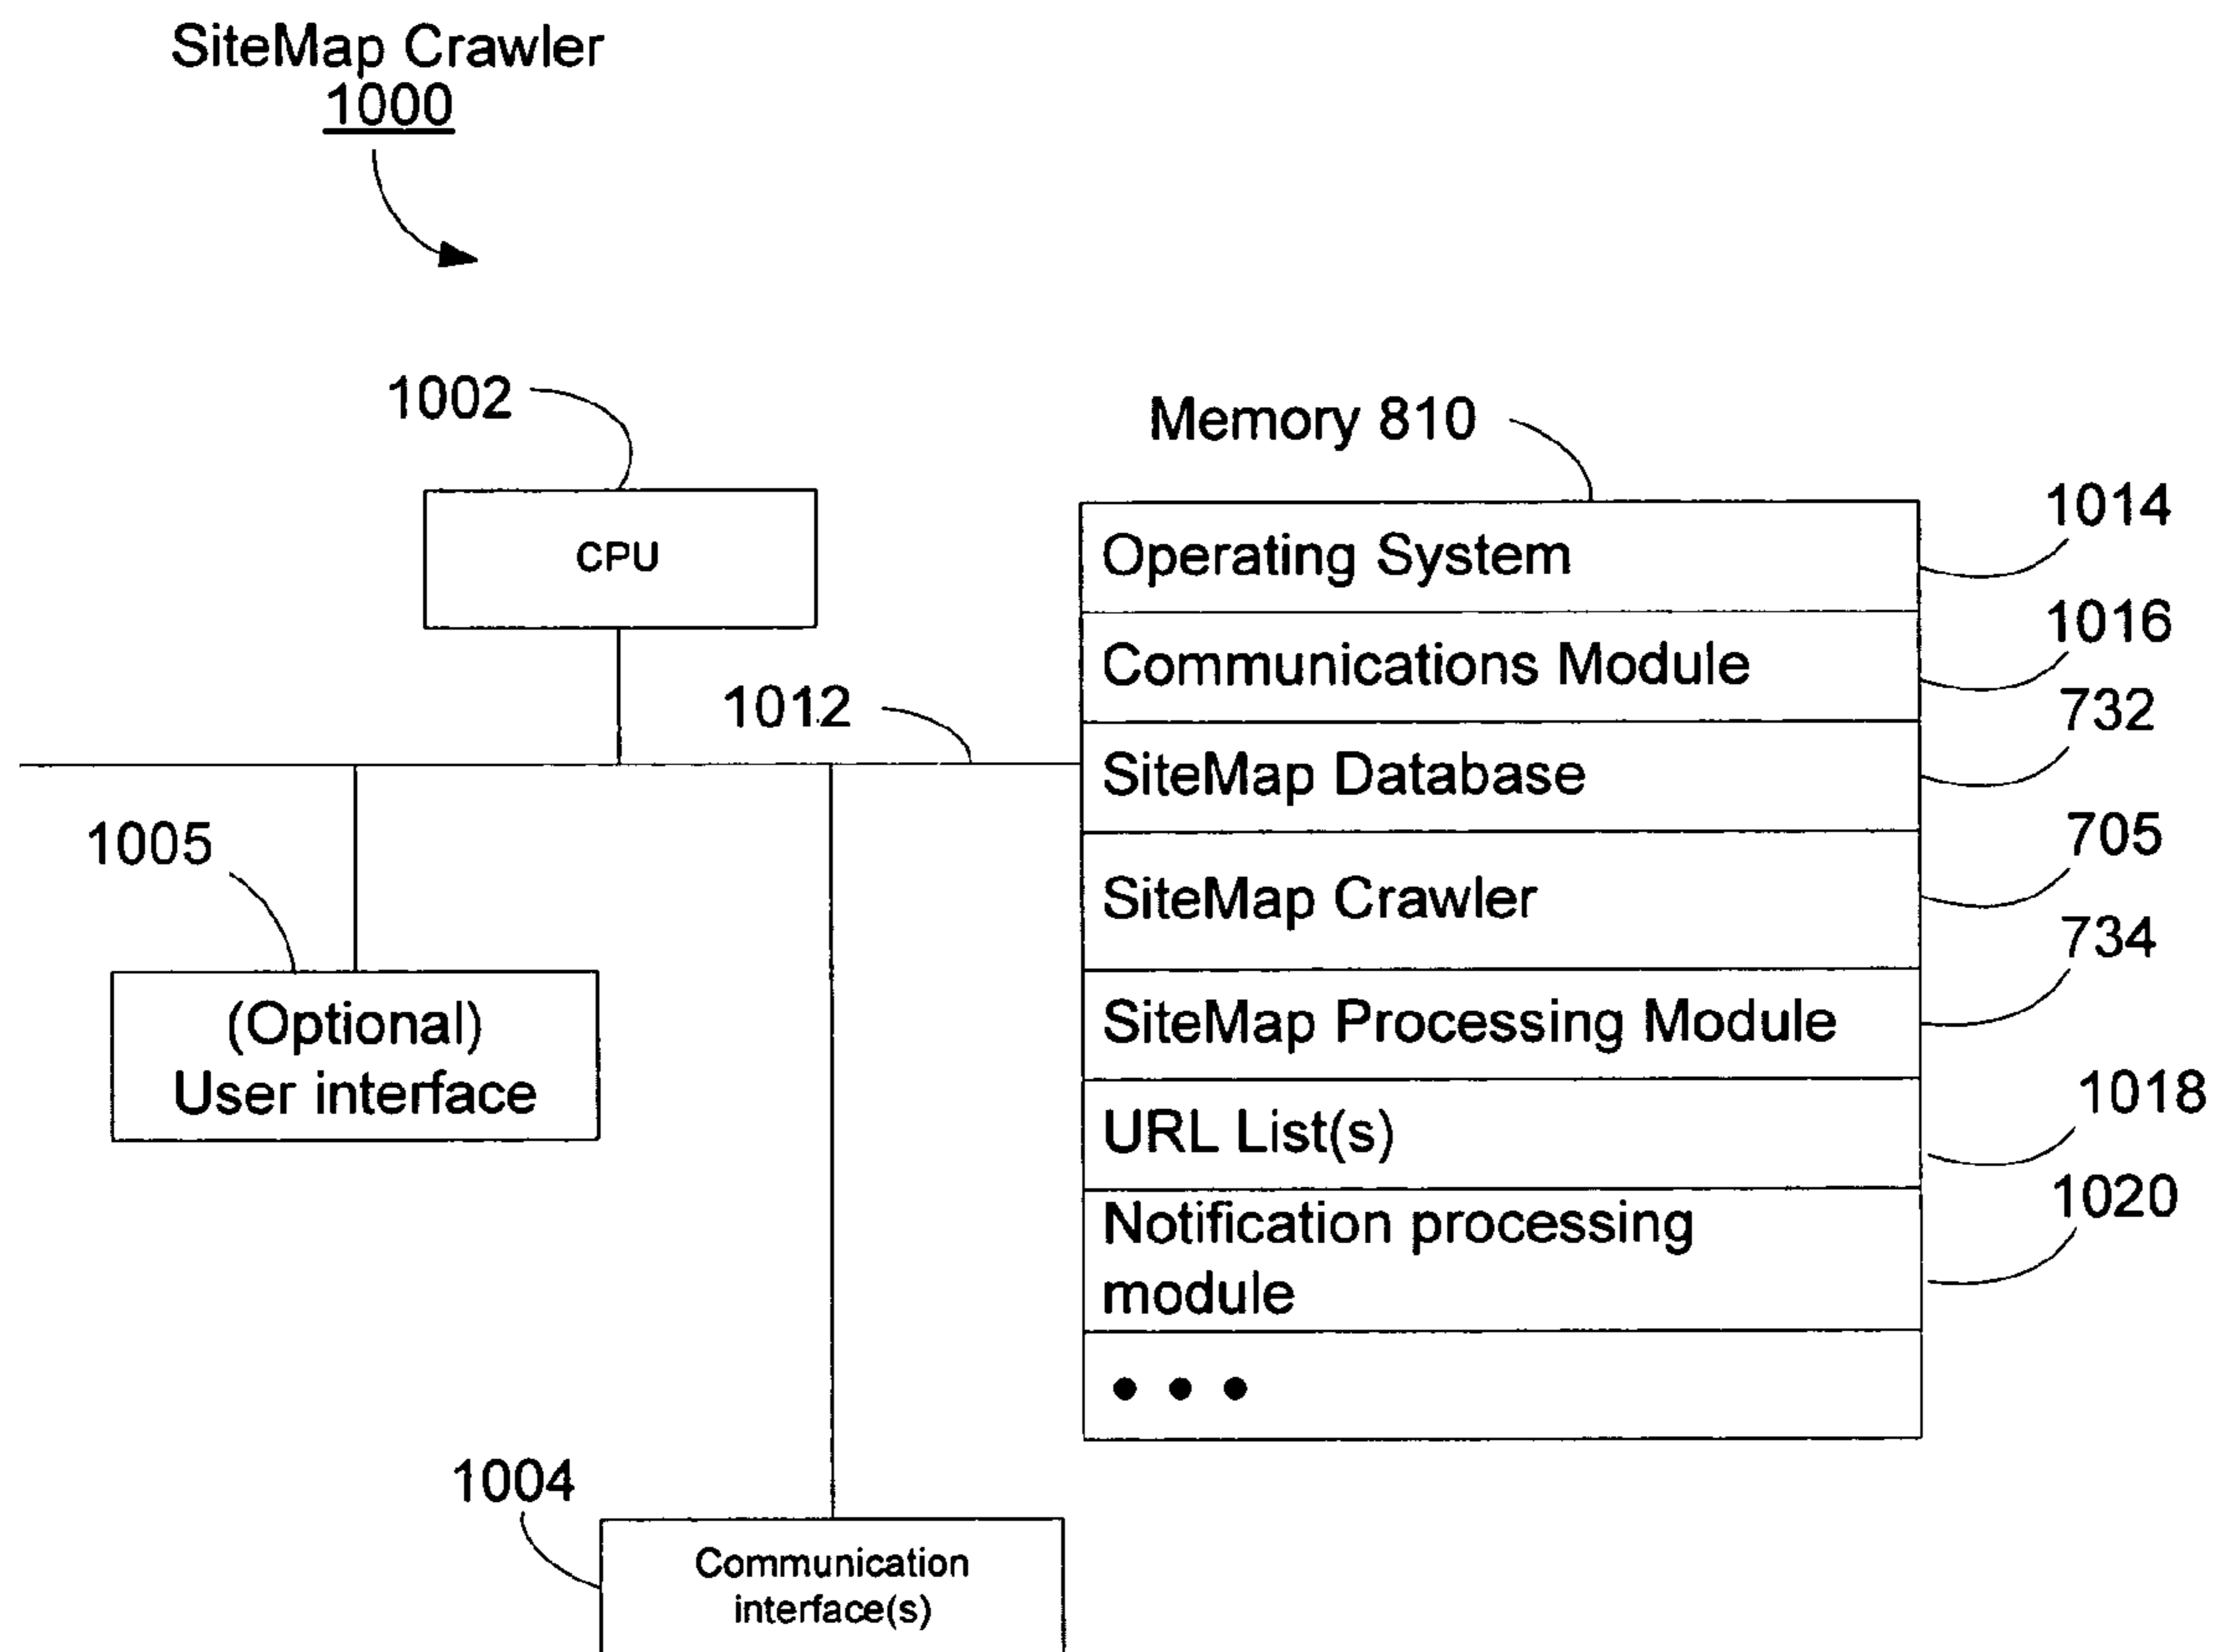 SiteMap Crawler
1000
1002
CPU
Memory 810
Operating System
1014
Communications Module
1016
1012
SiteMap Database
732
SiteMap Crawler
705
SiteMap Processing Module
734
URL List(s)
1018
Notification processing
module
1020
• • •
1005
(Optional)
User interface
1004
Communication
interface(s)